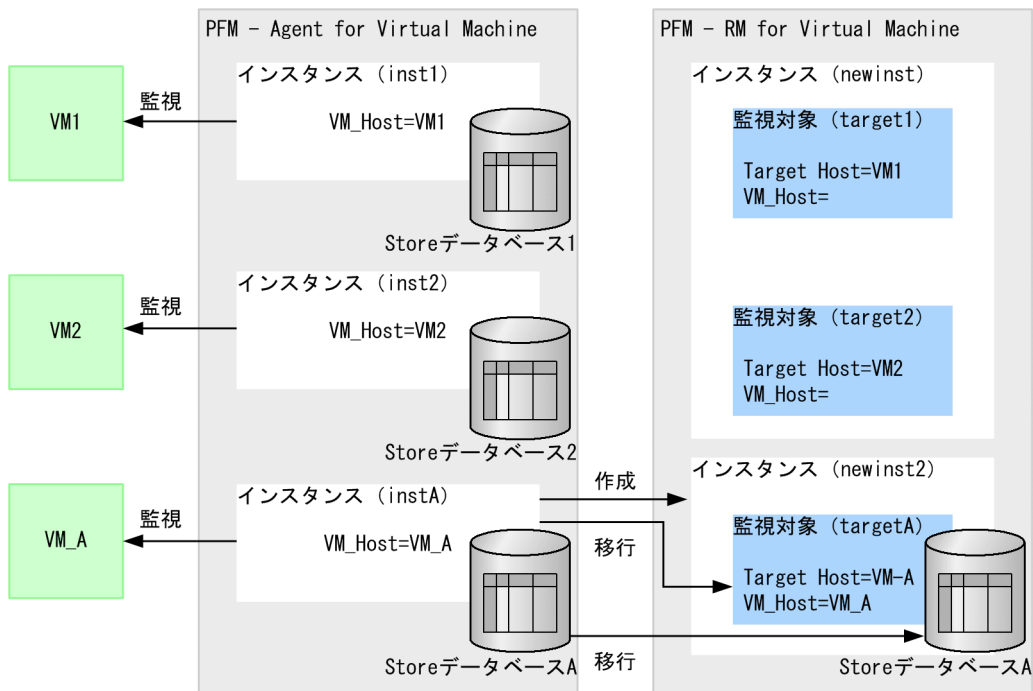 PFM - Agent for Virtual Machine
PFM - RM for Virtual Machine
VM1
監視
インスタンス (inst1)
VM_Host=VM1
Storeデータベース1
VM2
監視
インスタンス (inst2)
VM_Host=VM2
Storeデータベース2
VM_A
監視
インスタンス (instA)
VM_Host=VM_A
StoreデータベースA
作成
移行
移行
インスタンス (newinst)
監視対象 (target1)
Target Host=VM1
VM_Host=
監視対象 (target2)
Target Host=VM2
VM_Host=
インスタンス (newinst2)
監視対象 (targetA)
Target Host=VM-A
VM_Host=VM_A
StoreデータベースA